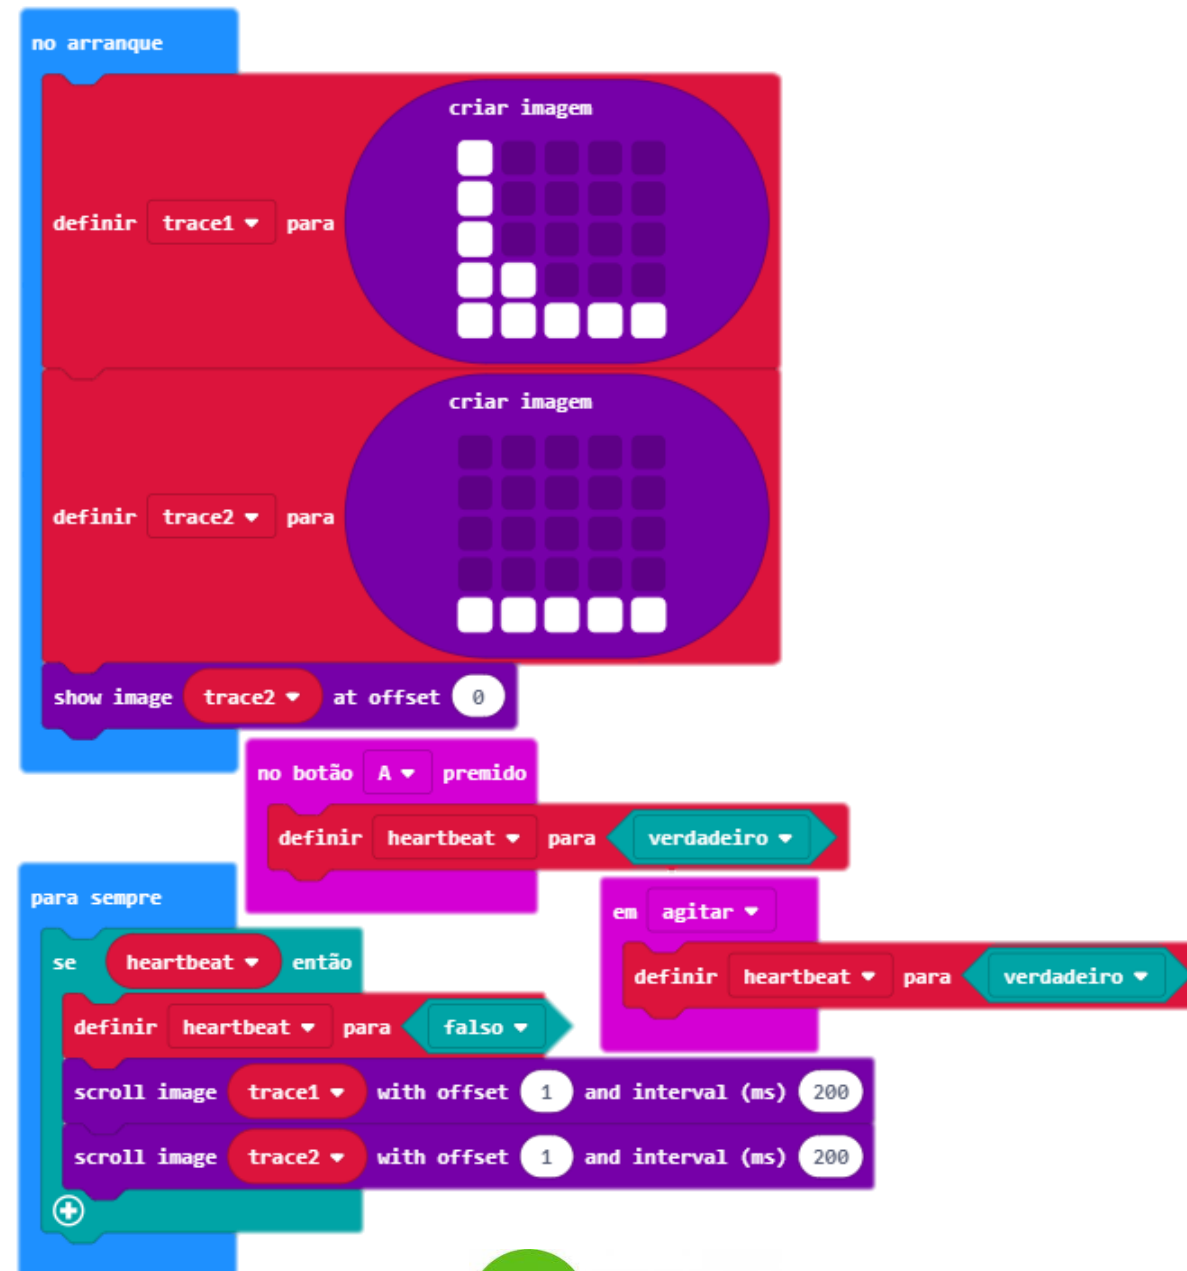 no arranque
criar imagem
definir trace1 para
criar imagem
definir trace2 para
show image trace2 at offset 0
no botão A premido
definir heartbeat para verdadeiro
para sempre
em agitar
se heartbeat então
definir heartbeat para verdadeiro
definir heartbeat para falso
scroll image trace1 with offset 1 and interval (ms) 200
scroll image trace2 with offset 1 and interval (ms) 200